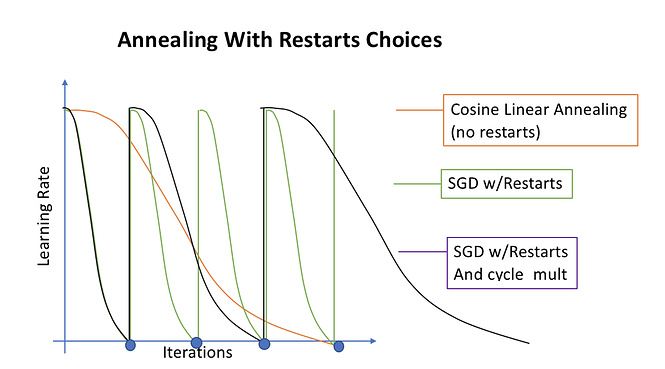 Annealing With Restarts Choices
Cosine Linear Annealing
(no restarts)
SGD w/Restarts
SGD w/Restarts
And cycle mult
Learning Rate
Iterations